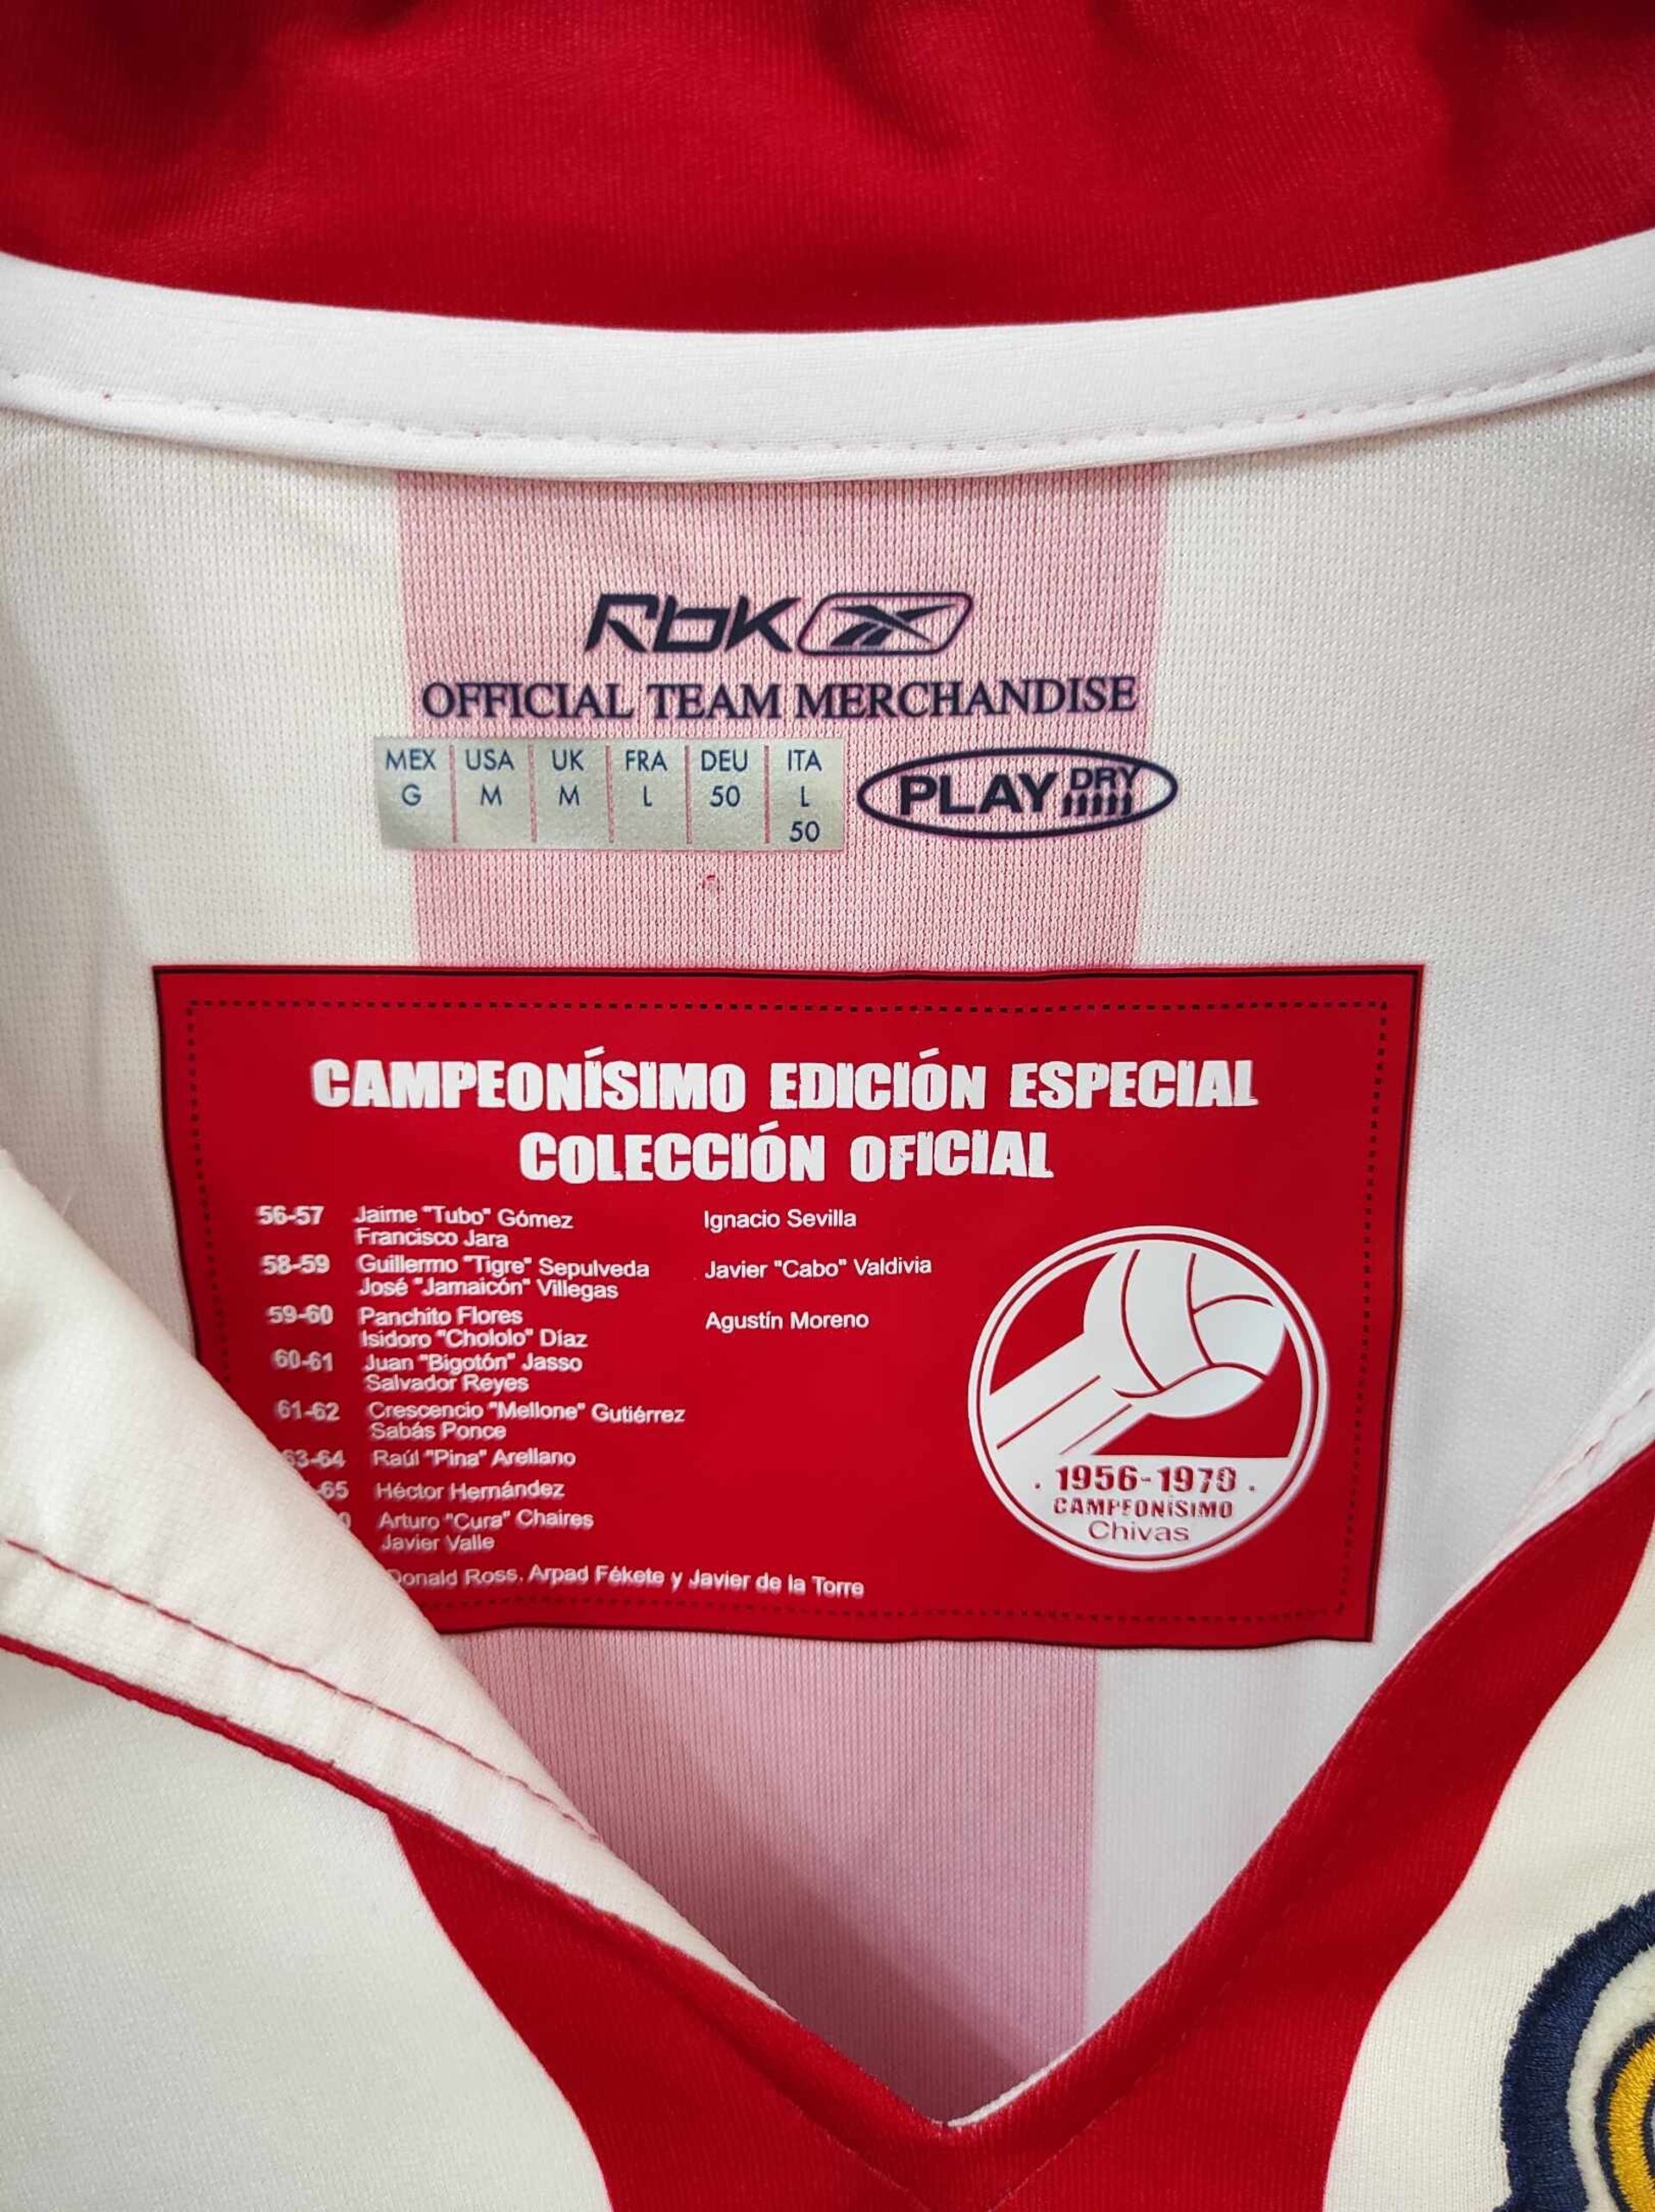 Rbk
OFFICIAL TEAM MERCHANDISE
MEX USA UK FRA DEU ITA
G M M L 50 L
50
PLAY DRY
CAMPEONÍSIMO EDICIÓN ESPECIAL
COLECCIÓN OFICIAL
56-57 Jaime "Tubo" Gómez Ignacio Sevilla
Francisco Jara
58-59 Guillermo "Tigre" Sepulveda Javier "Cabo" Valdivia
José "Jamaicón" Villegas
59-60 Panchito Flores Agustín Moreno
Isidoro "Chololo" Díaz
60-61 Juan "Bigotón" Jasso
Salvador Reyes
61-62 Crescencio "Mellone" Gutiérrez
Sabás Ponce
63-64 Raúl "Pina" Arellano
65 Héctor Hernández
0 Arturo "Cura" Chaires
Javier Valle
Donald Ross, Arpad Fékete y Javier de la Torre
. 1956-1970 .
CAMPEONÍSIMO
Chivas